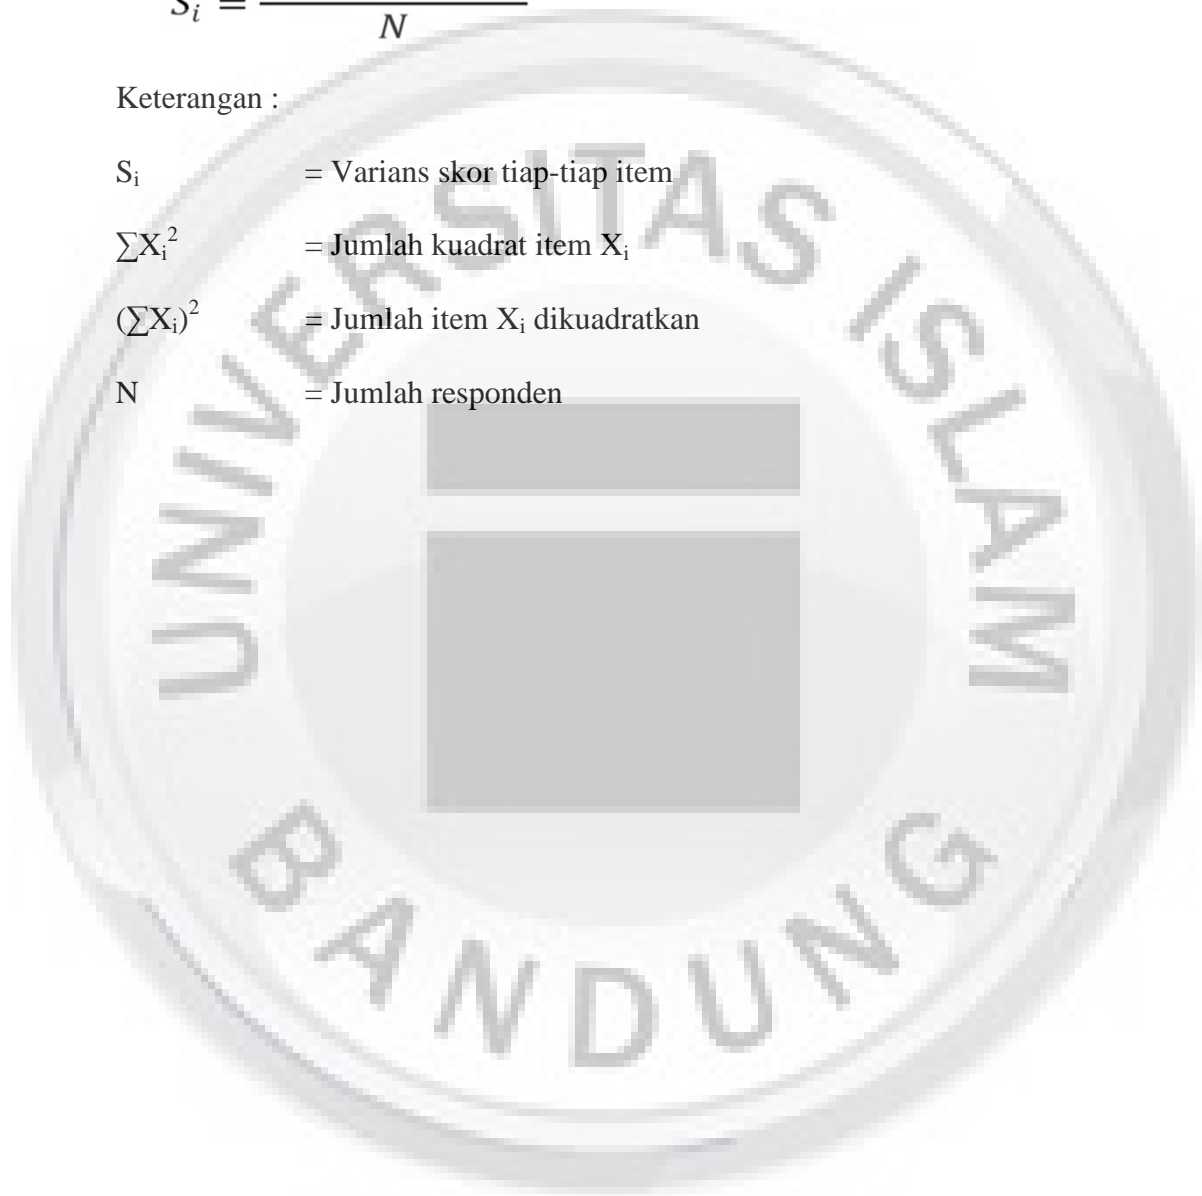 Sᵢ =
N
Keterangan :
Sᵢ = Varians skor tiap-tiap item
∑Xᵢ² = Jumlah kuadrat item Xᵢ
(∑Xᵢ)² = Jumlah item Xᵢ dikuadratkan
N = Jumlah responden
UNIVERSITAS ISLAM
BANDUNG